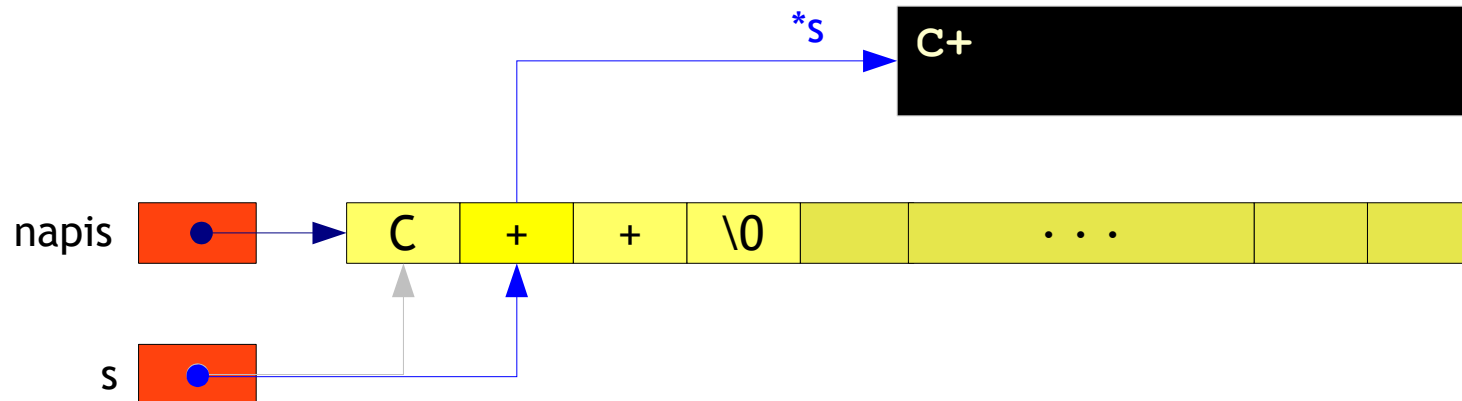 *s
C+
napis
C + + \0 . . .
s